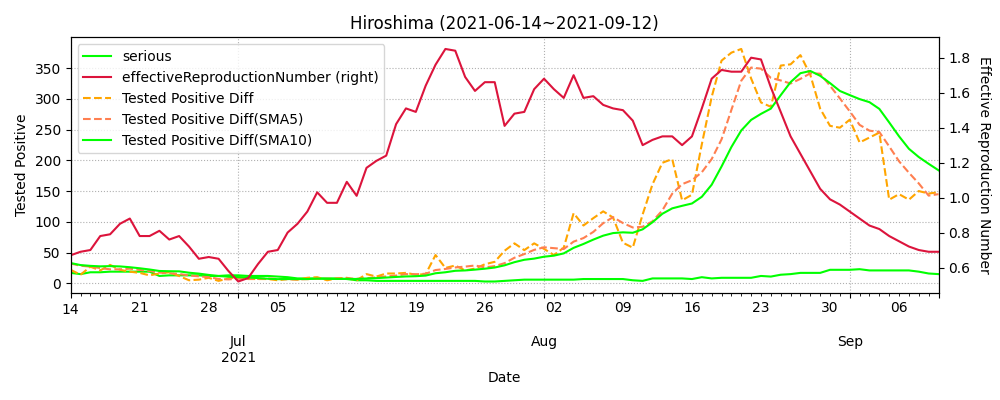 Hiroshima (2021-06-14~2021-09-12)
serious
effectiveReproductionNumber (right)
Tested Positive Diff
Tested Positive Diff(SMA5)
Tested Positive Diff(SMA10)
Tested Positive
350
300
250
200
150
100
50
0
1.8
1.6
1.4
1.2
1.0
0.8
0.6
Effective Reproduction Number
14 21 28 05 12 19 26 02 09 16 23 30 06
Jul Aug Sep
2021
Date